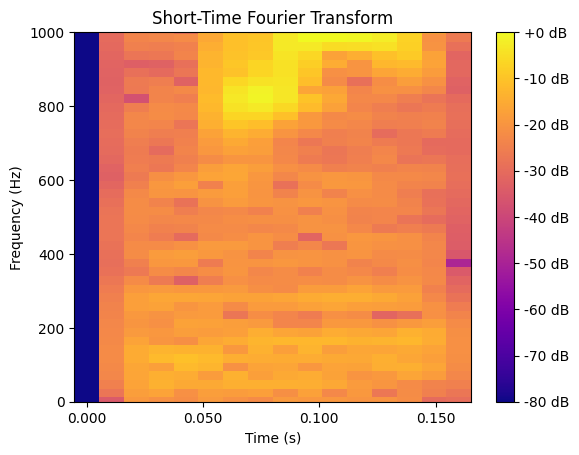 Short-Time Fourier Transform
Frequency (Hz)
1000
800
600
400
200
0
0.000
0.050
0.100
0.150
Time (s)
+0 dB
-10 dB
-20 dB
-30 dB
-40 dB
-50 dB
-60 dB
-70 dB
-80 dB